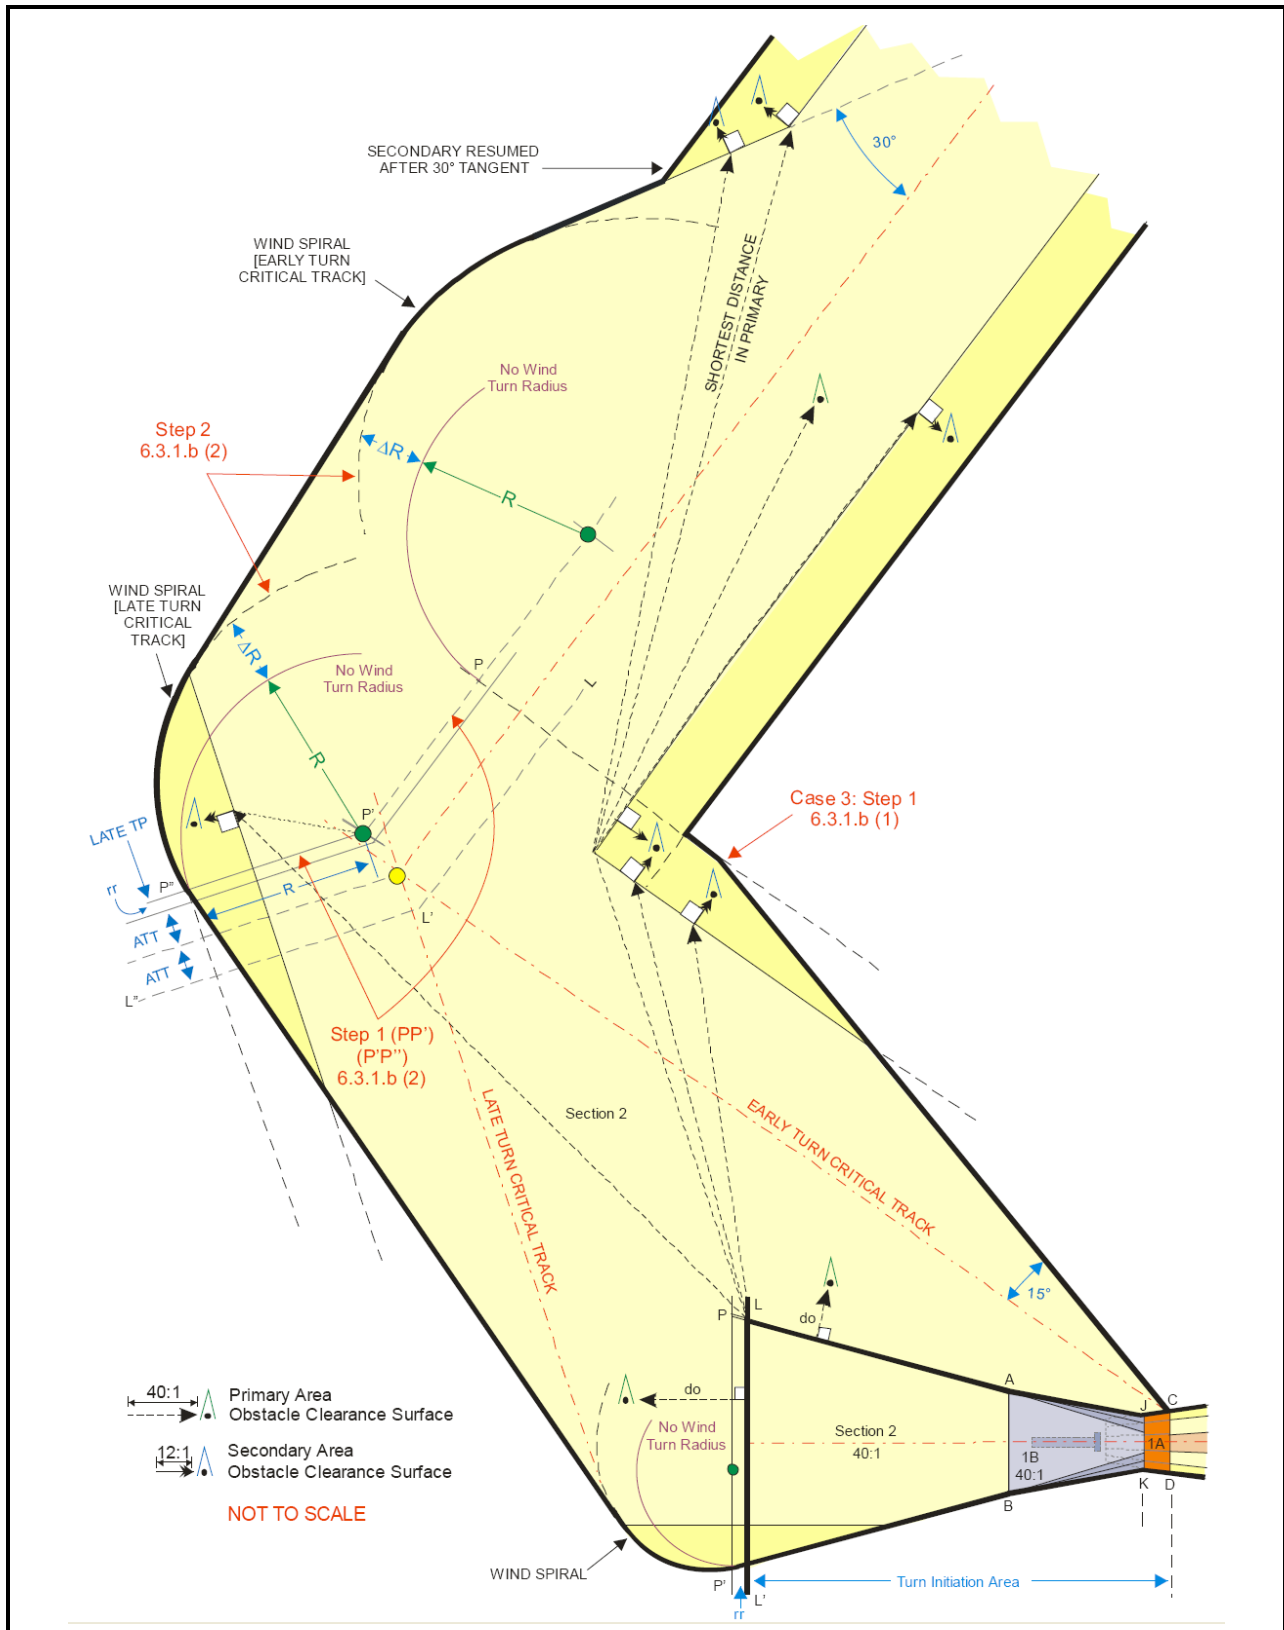 30°
SECONDARY RESUMED
AFTER 30° TANGENT
WIND SPIRAL
[EARLY TURN
CRITICAL TRACK]
SHORTEST DISTANCE
IN PRIMARY
No Wind
Turn Radius
Step 2
6.3.1.b (2)
ΔR
R
WIND SPIRAL
[LATE TURN
CRITICAL
TRACK]
ΔR
No Wind
Turn Radius
P
L
R
Case 3: Step 1
6.3.1.b (1)
P'
LATE TP
rr
P"
R
L'
ATT
ATT
L"
Step 1 (PP')
(P'P'')
6.3.1.b (2)
LATE TURN CRITICAL TRACK
Section 2
EARLY TURN CRITICAL TRACK
15°
P
L
do
do
No Wind
Turn Radius
A
J
C
Section 2
40:1
1A
1B
40:1
B
K
D
40:1
Primary Area
Obstacle Clearance Surface
12:1
Secondary Area
Obstacle Clearance Surface
NOT TO SCALE
WIND SPIRAL
P'
L'
rr
Turn Initiation Area